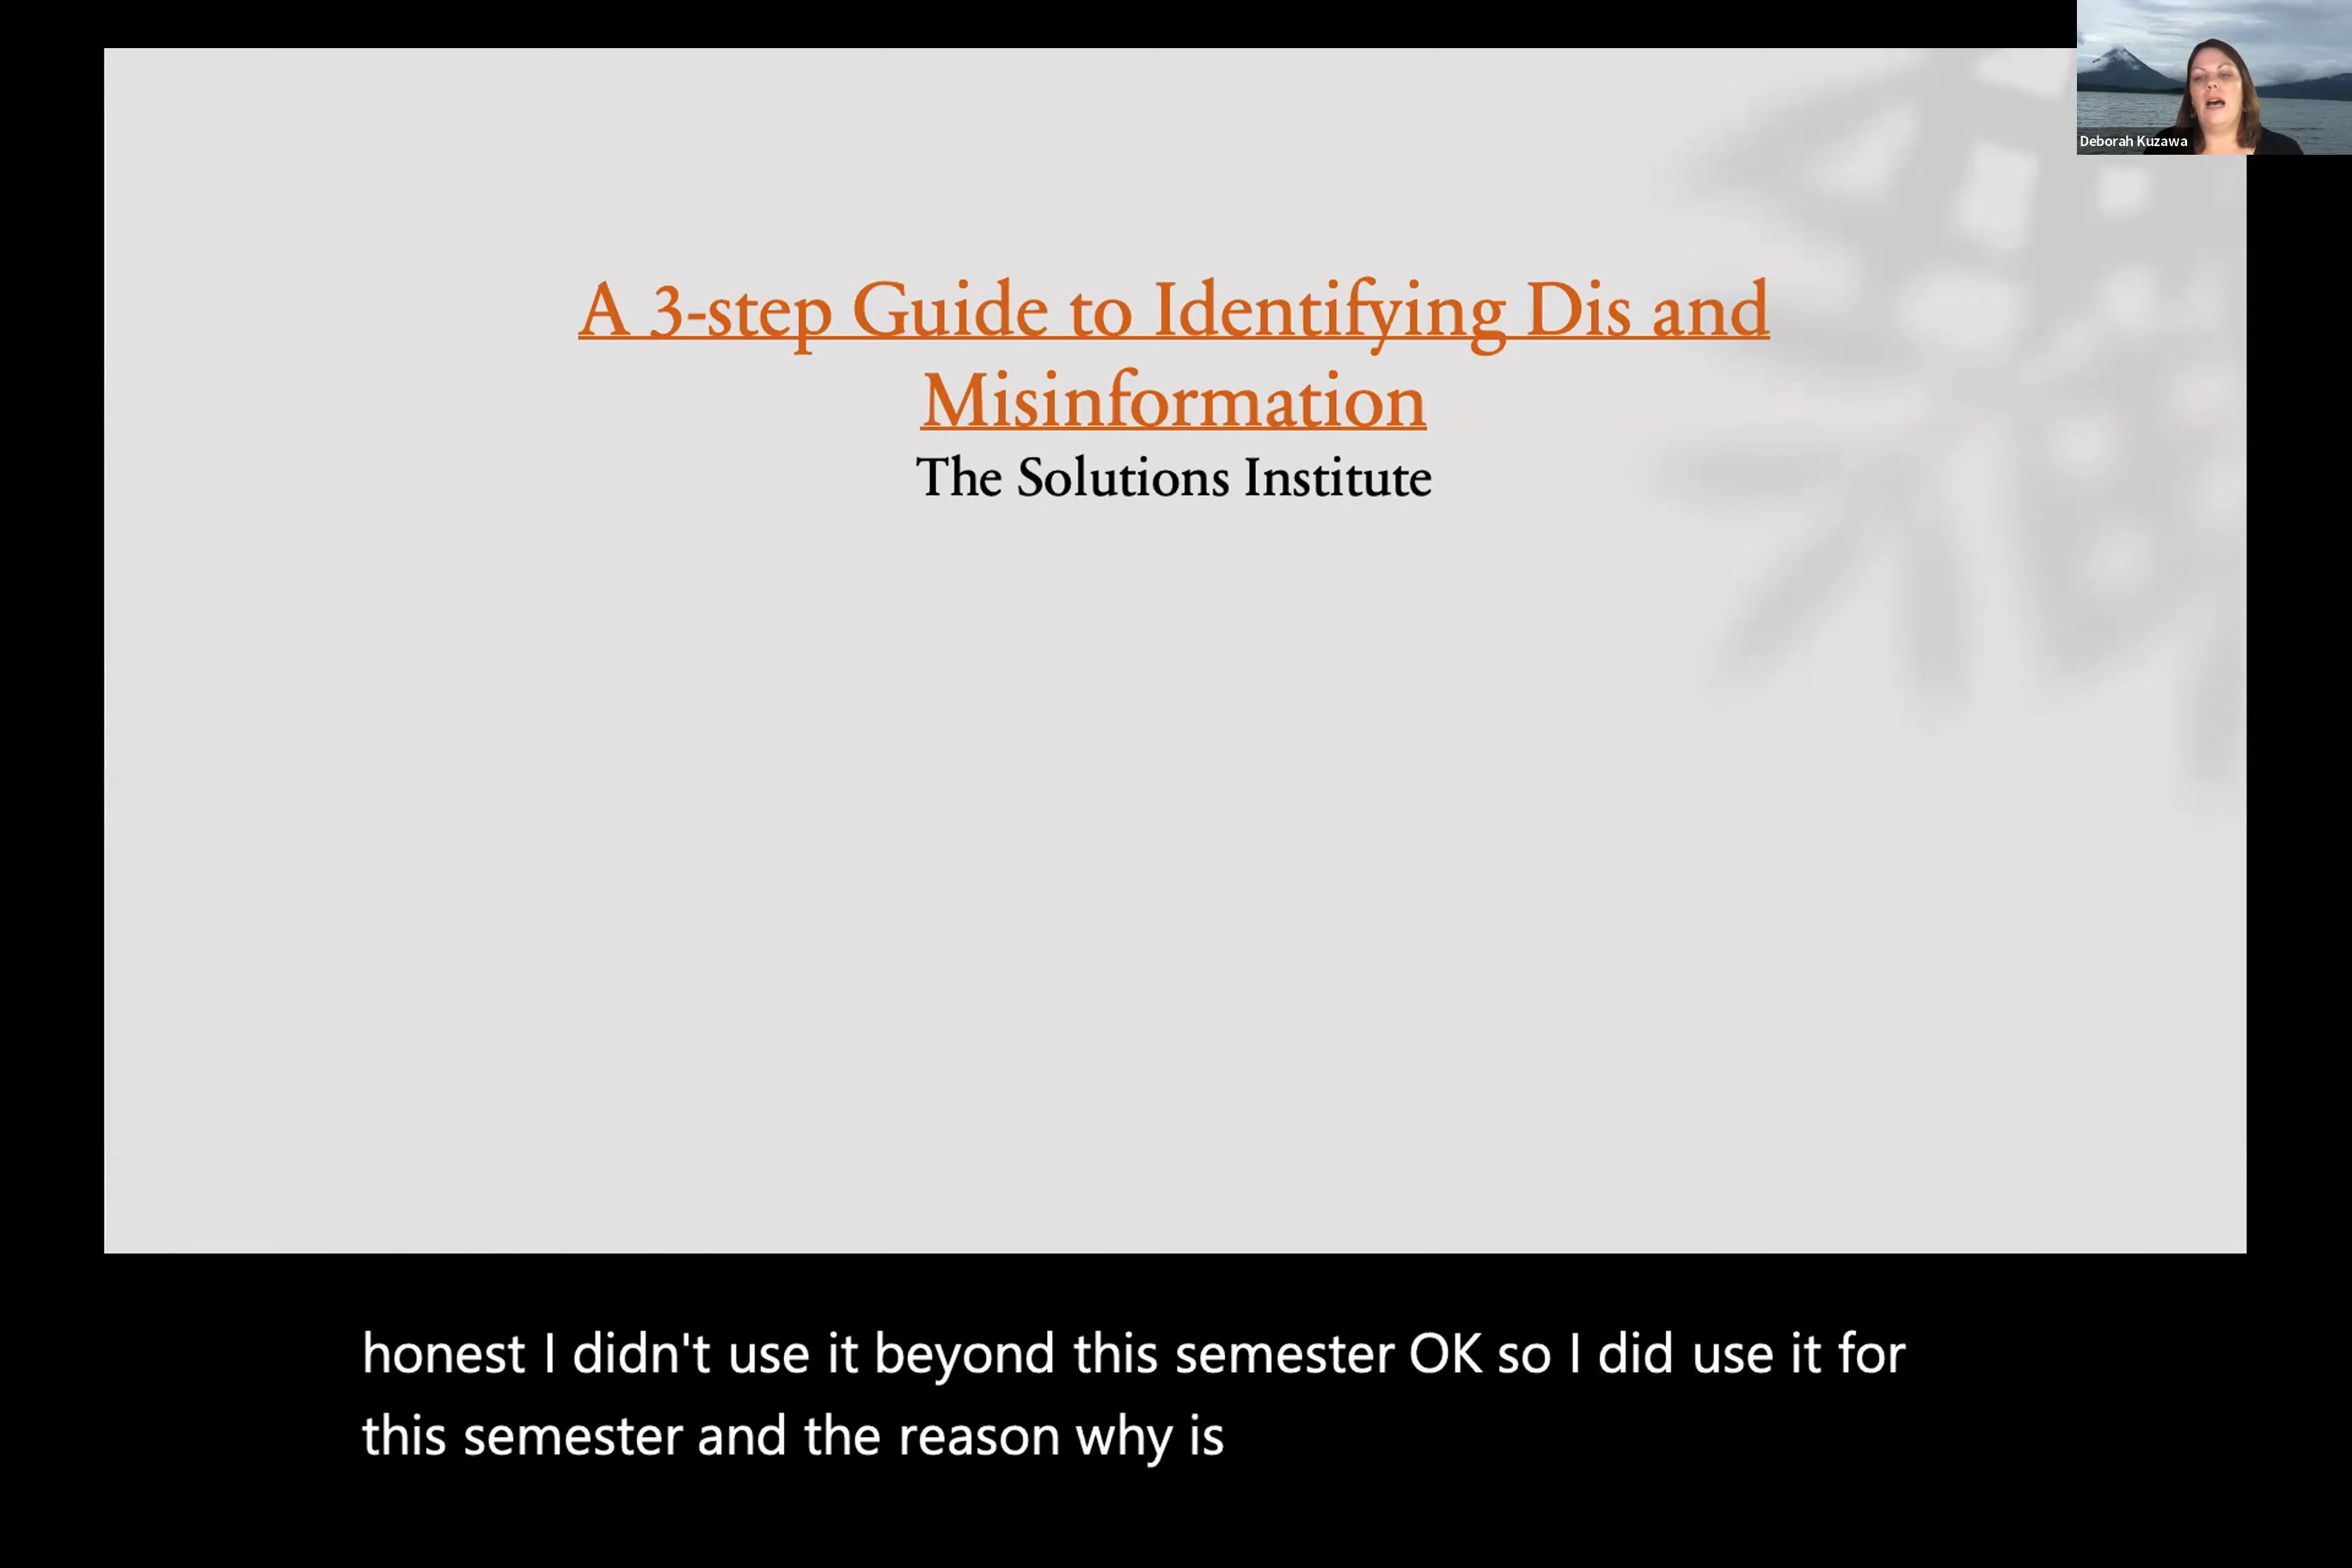 Deborah Kuzawa
A 3-step Guide to Identifying Dis and
Misinformation
The Solutions Institute
honest I didn't use it beyond this semester OK so I did use it for
this semester and the reason why is